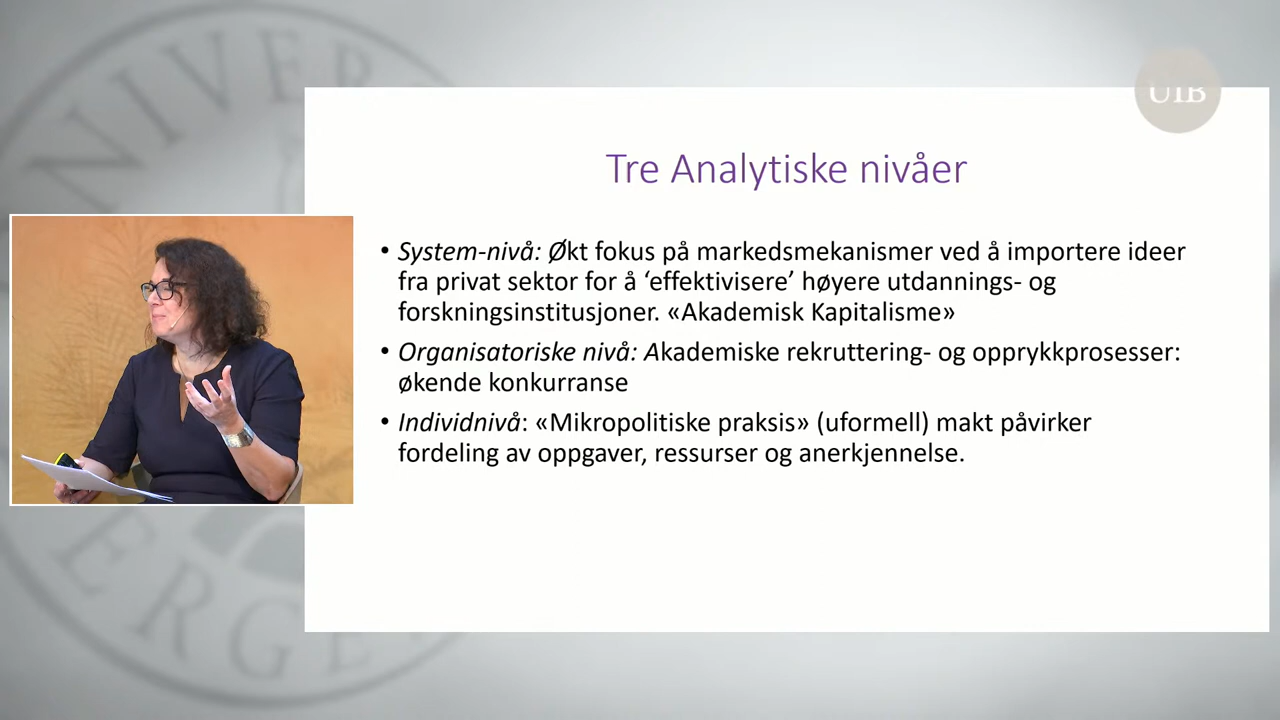 UNIVER
UiB
Tre Analytiske nivåer
• System-nivå: Økt fokus på markedsmekanismer ved å importere ideer
fra privat sektor for å ‘effektivisere’ høyere utdannings- og
forskningsinstitusjoner. «Akademisk Kapitalisme»
• Organisatoriske nivå: Akademiske rekruttering- og opprykkprosesser:
økende konkurranse
• Individnivå: «Mikropolitiske praksis» (uformell) makt påvirker
fordeling av oppgaver, ressurser og anerkjennelse.
ERGE